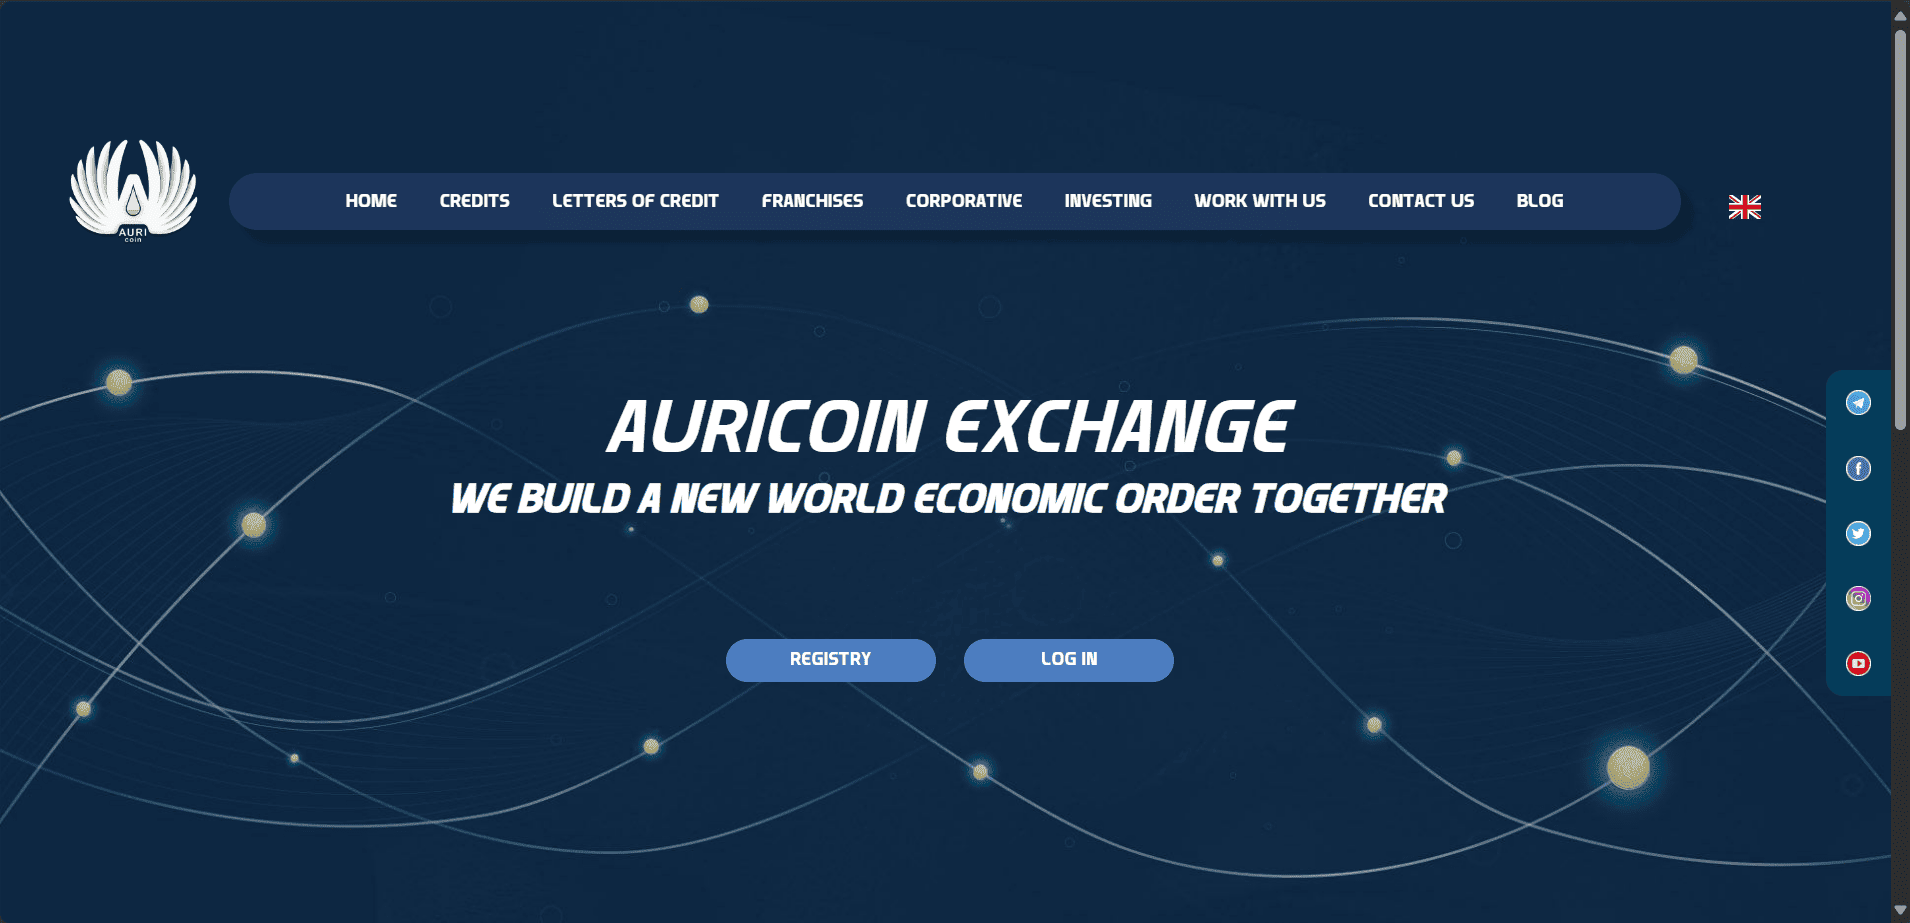 AURI
coin
HOME CREDITS LETTERS OF CREDIT FRANCHISES CORPORATIVE INVESTING WORK WITH US CONTACT US BLOG
AURICOIN EXCHANGE
WE BUILD A NEW WORLD ECONOMIC ORDER TOGETHER
REGISTRY LOG IN